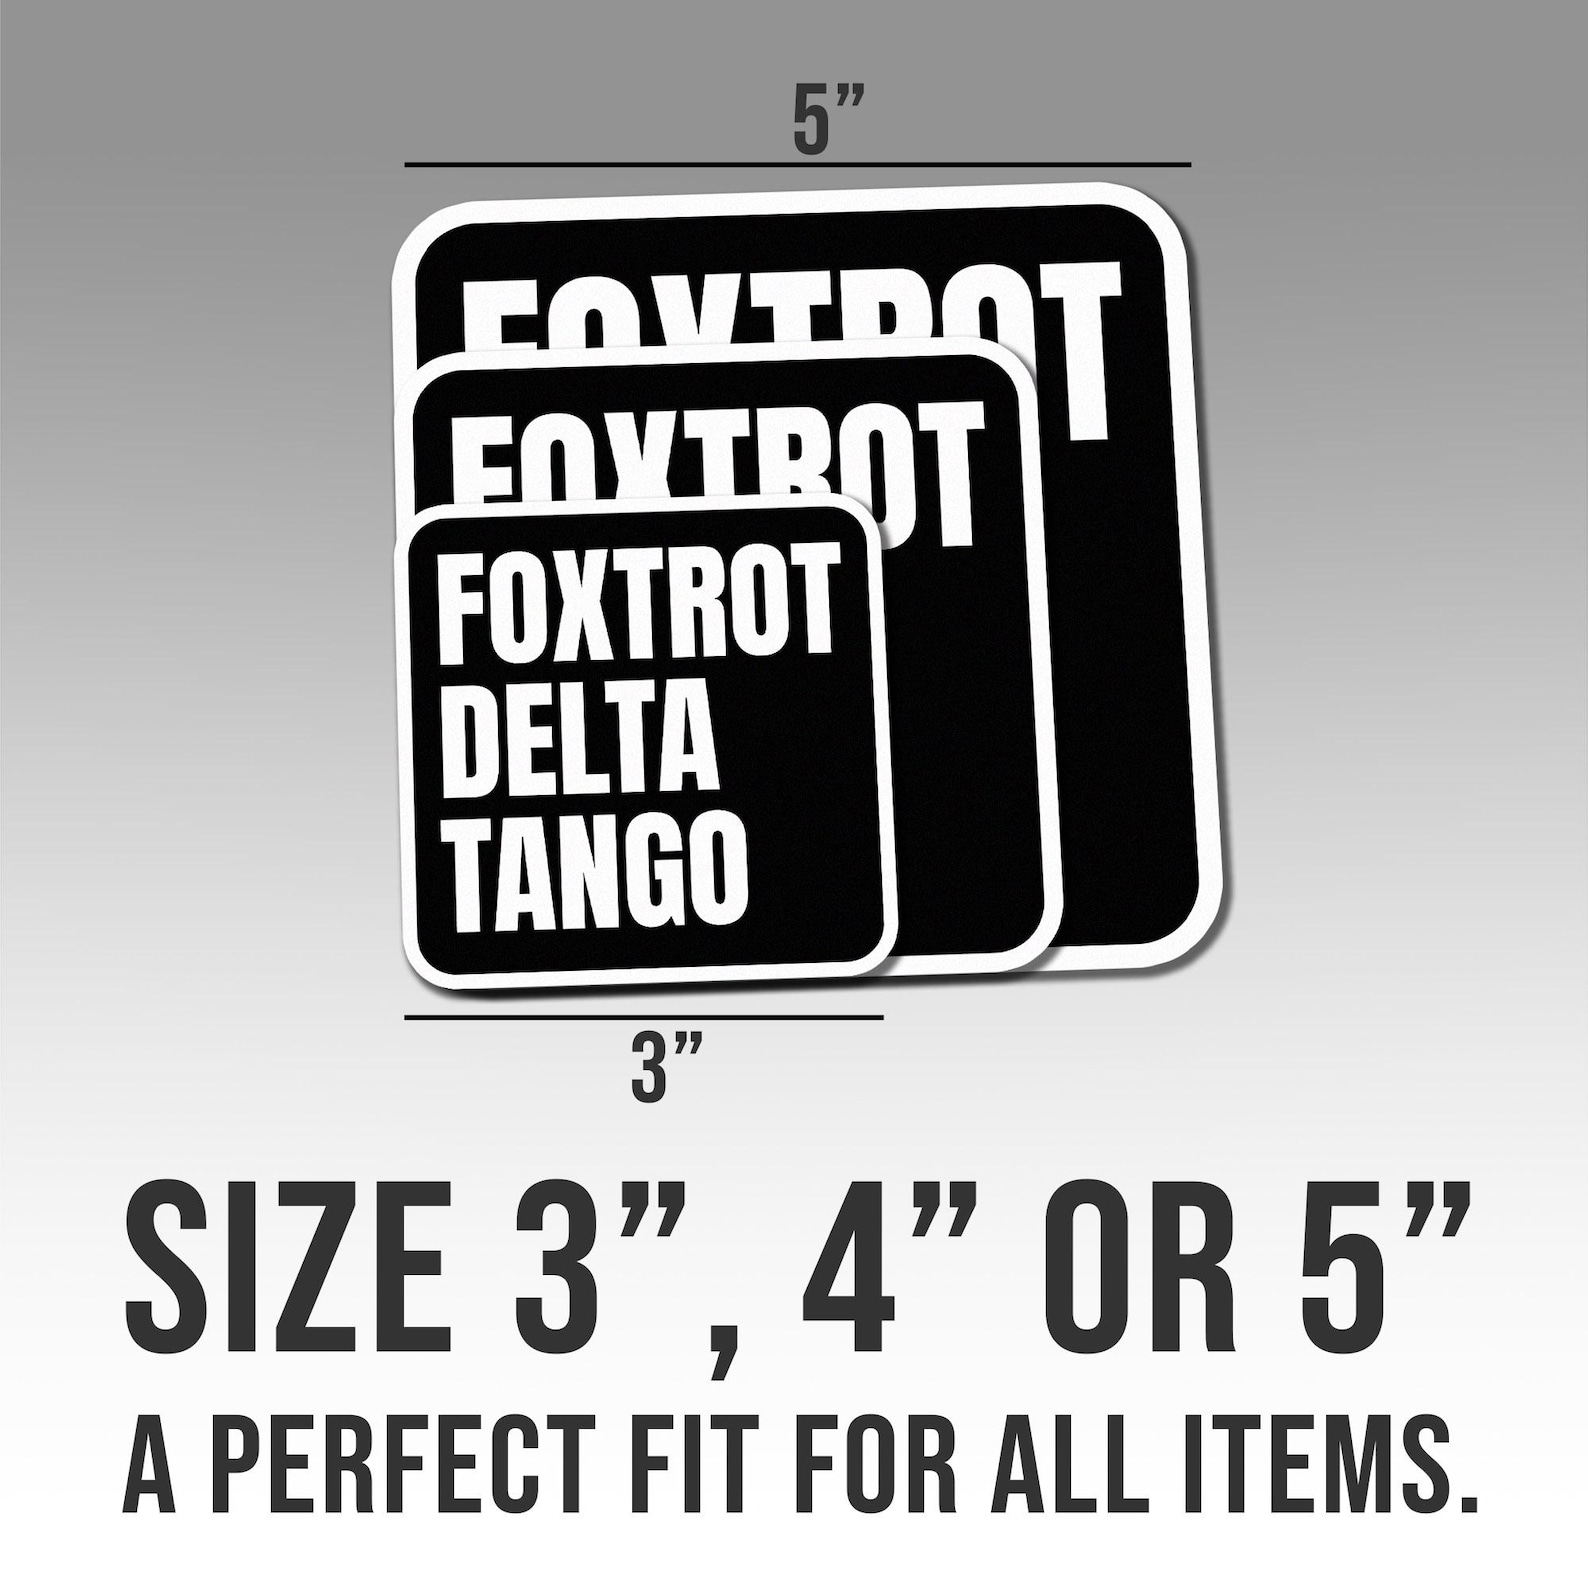 5”
FOXTROT
FOXTROT
FOXTROT
DELTA
TANGO
3”
SIZE 3”, 4” OR 5”
A PERFECT FIT FOR ALL ITEMS.